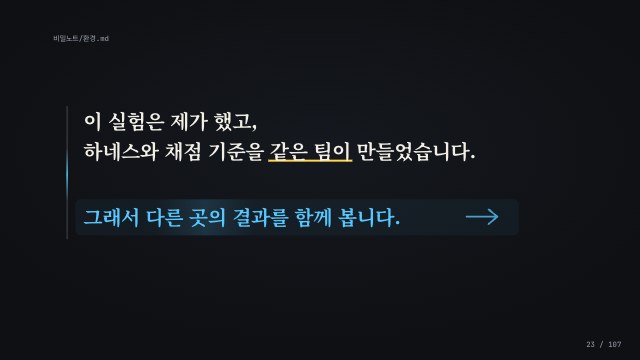 비밀노트/환경.md
이 실험은 제가 했고,
하네스와 채점 기준을 같은 팀이 만들었습니다.
그래서 다른 곳의 결과를 함께 봅니다.
23 / 107